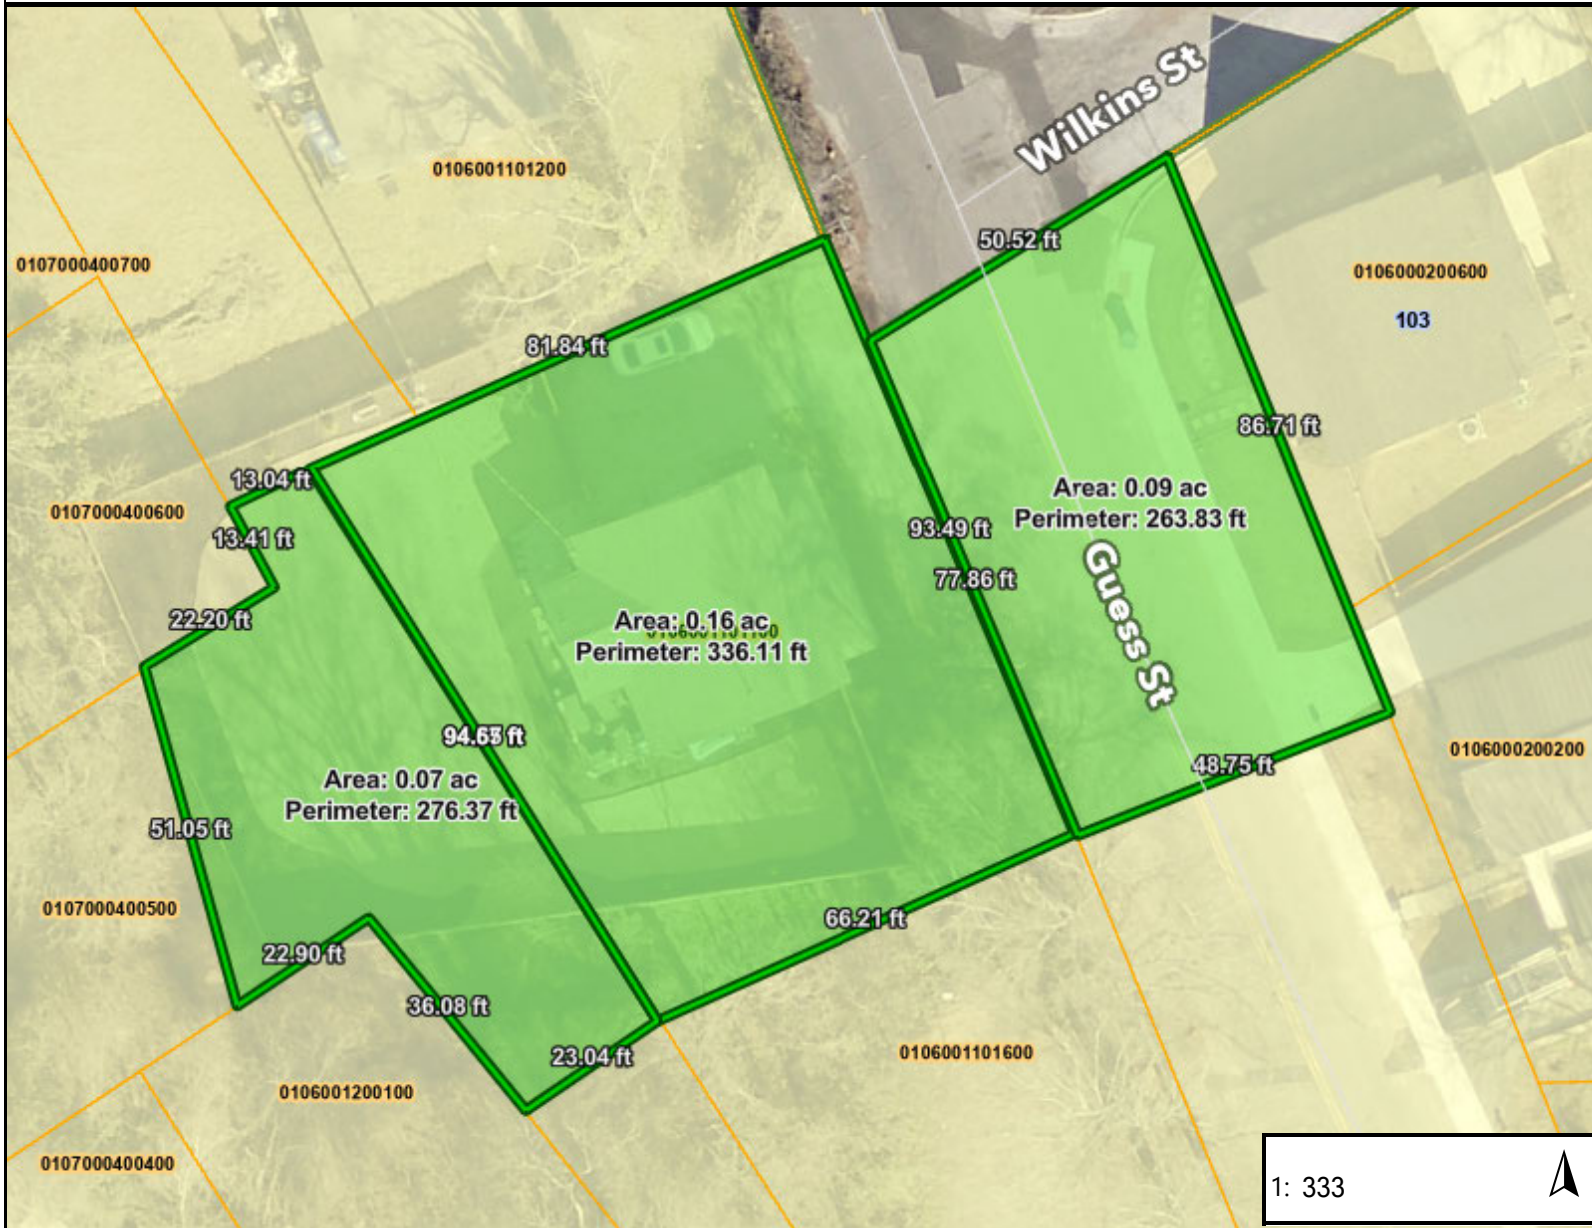 Wilkins St
0106001101200
50.52 ft
0107000400700
0106000200600
103
81.84 ft
86.71 ft
13.04 ft
Area: 0.09 ac
Perimeter: 263.83 ft
0107000400600
93.49 ft
13.41 ft
77.86 ft
Guess St
22.20 ft
Area: 0.16 ac
0106001101100
Perimeter: 336.11 ft
94.65 ft
0106000200200
48.75 ft
Area: 0.07 ac
Perimeter: 276.37 ft
51.05 ft
0107000400500
66.21 ft
22.90 ft
36.08 ft
23.04 ft
0106001101600
0106001200100
0107000400400
1: 333